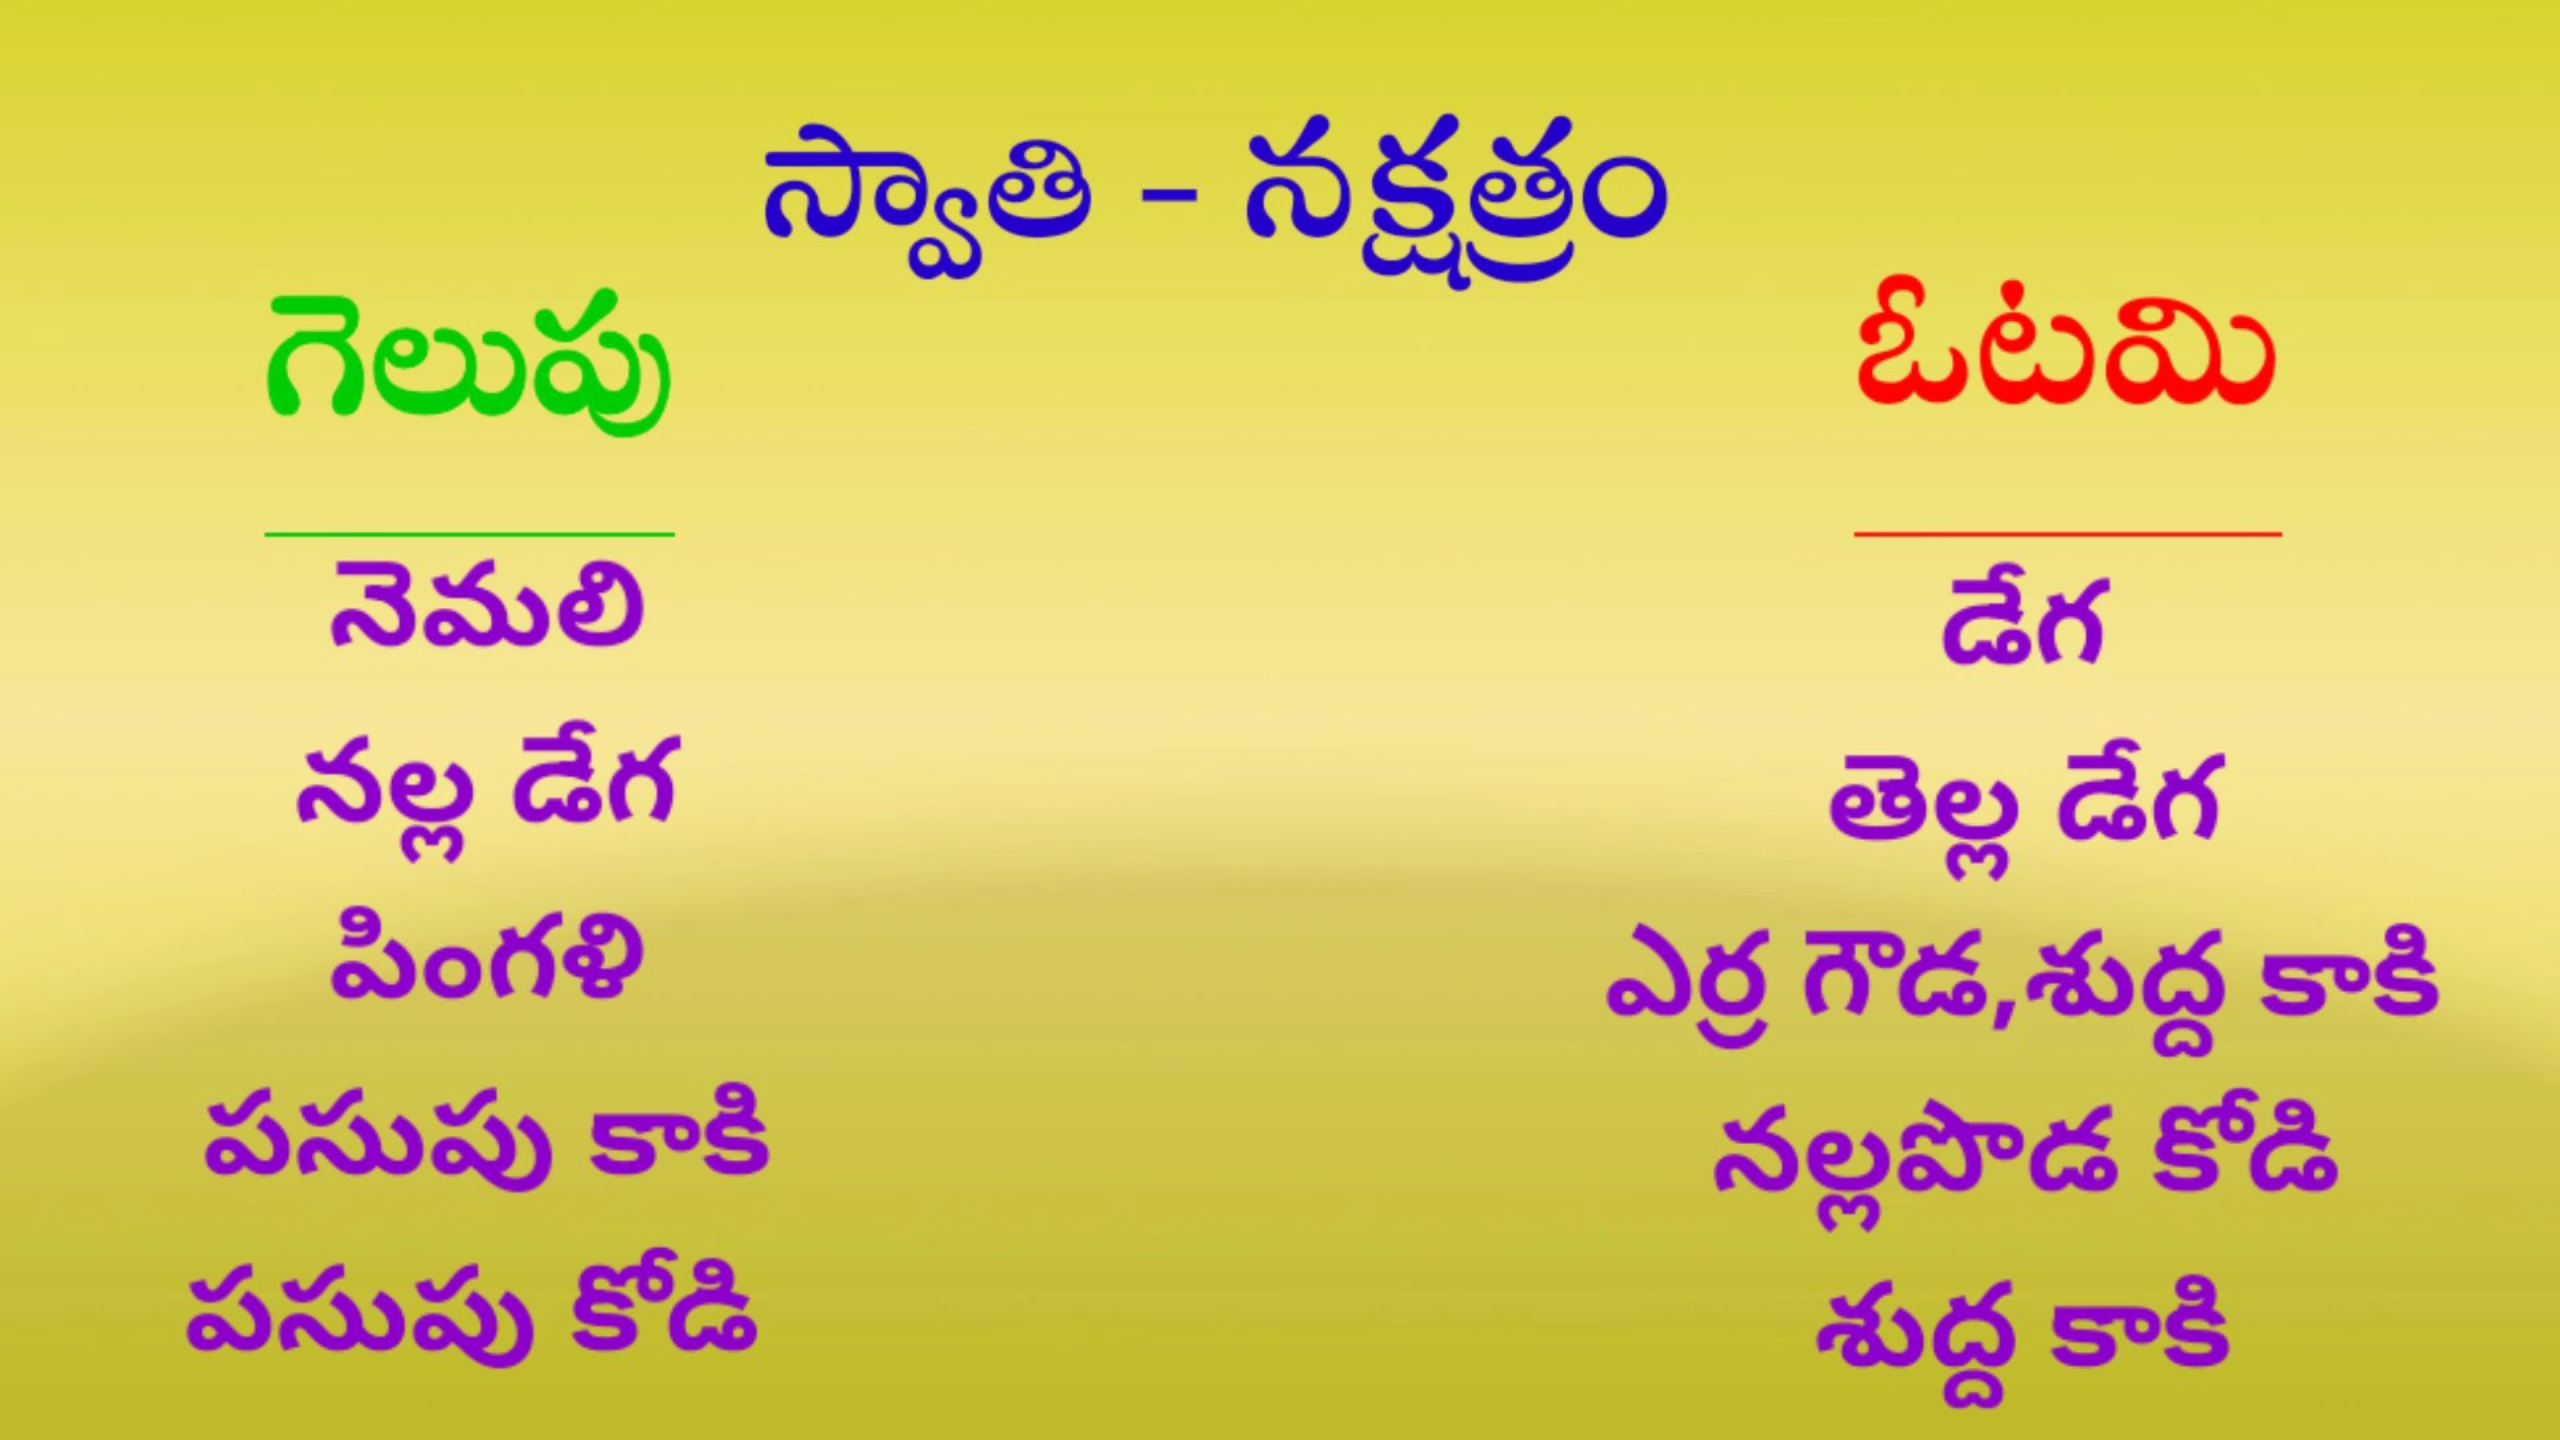 స్వాతి - నక్షత్రం
గెలుపు
ఓటమి
నెమలి
డేగ
నల్ల డేగ
తెల్ల డేగ
పింగళి
ఎర్ర గౌడ,శుద్ద కాకి
పసుపు కాకి
నల్లపొడ కోడి
పసుపు కోడి
శుద్ద కాకి